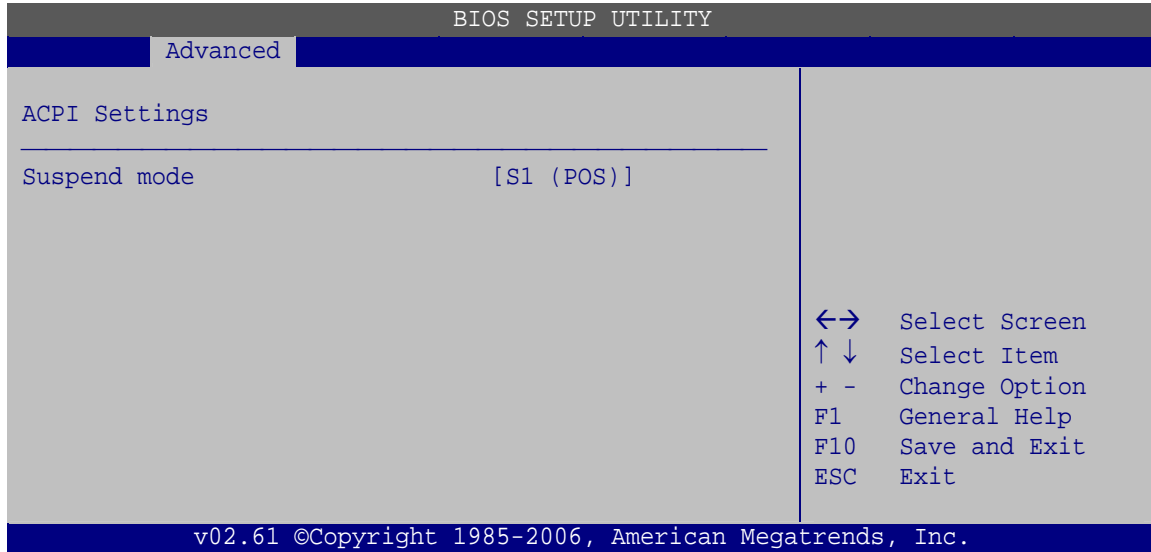 BIOS SETUP UTILITY
Advanced
ACPI Settings
Suspend mode [S1 (POS)]
←→ Select Screen
↑ ↓ Select Item
+ - Change Option
F1 General Help
F10 Save and Exit
ESC Exit
v02.61 ©Copyright 1985-2006, American Megatrends, Inc.